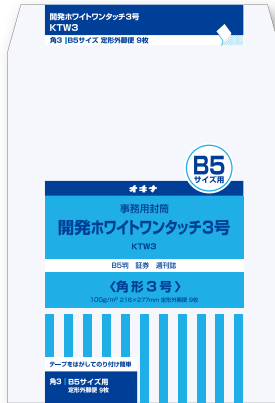 開発ホワイトワンタッチ3号
KTW3
角3 B5サイズ 定形外郵便 9枚
B5
サイズ用
オキナ
事務用封筒
開発ホワイトワンタッチ3号
KTW3
B5判 証券 週刊誌
〈角形3号〉
100g/m² 216×277mm 定形外郵便 9枚
テープをはがしてのり付け簡単
角3 B5サイズ用
定形外郵便 9枚